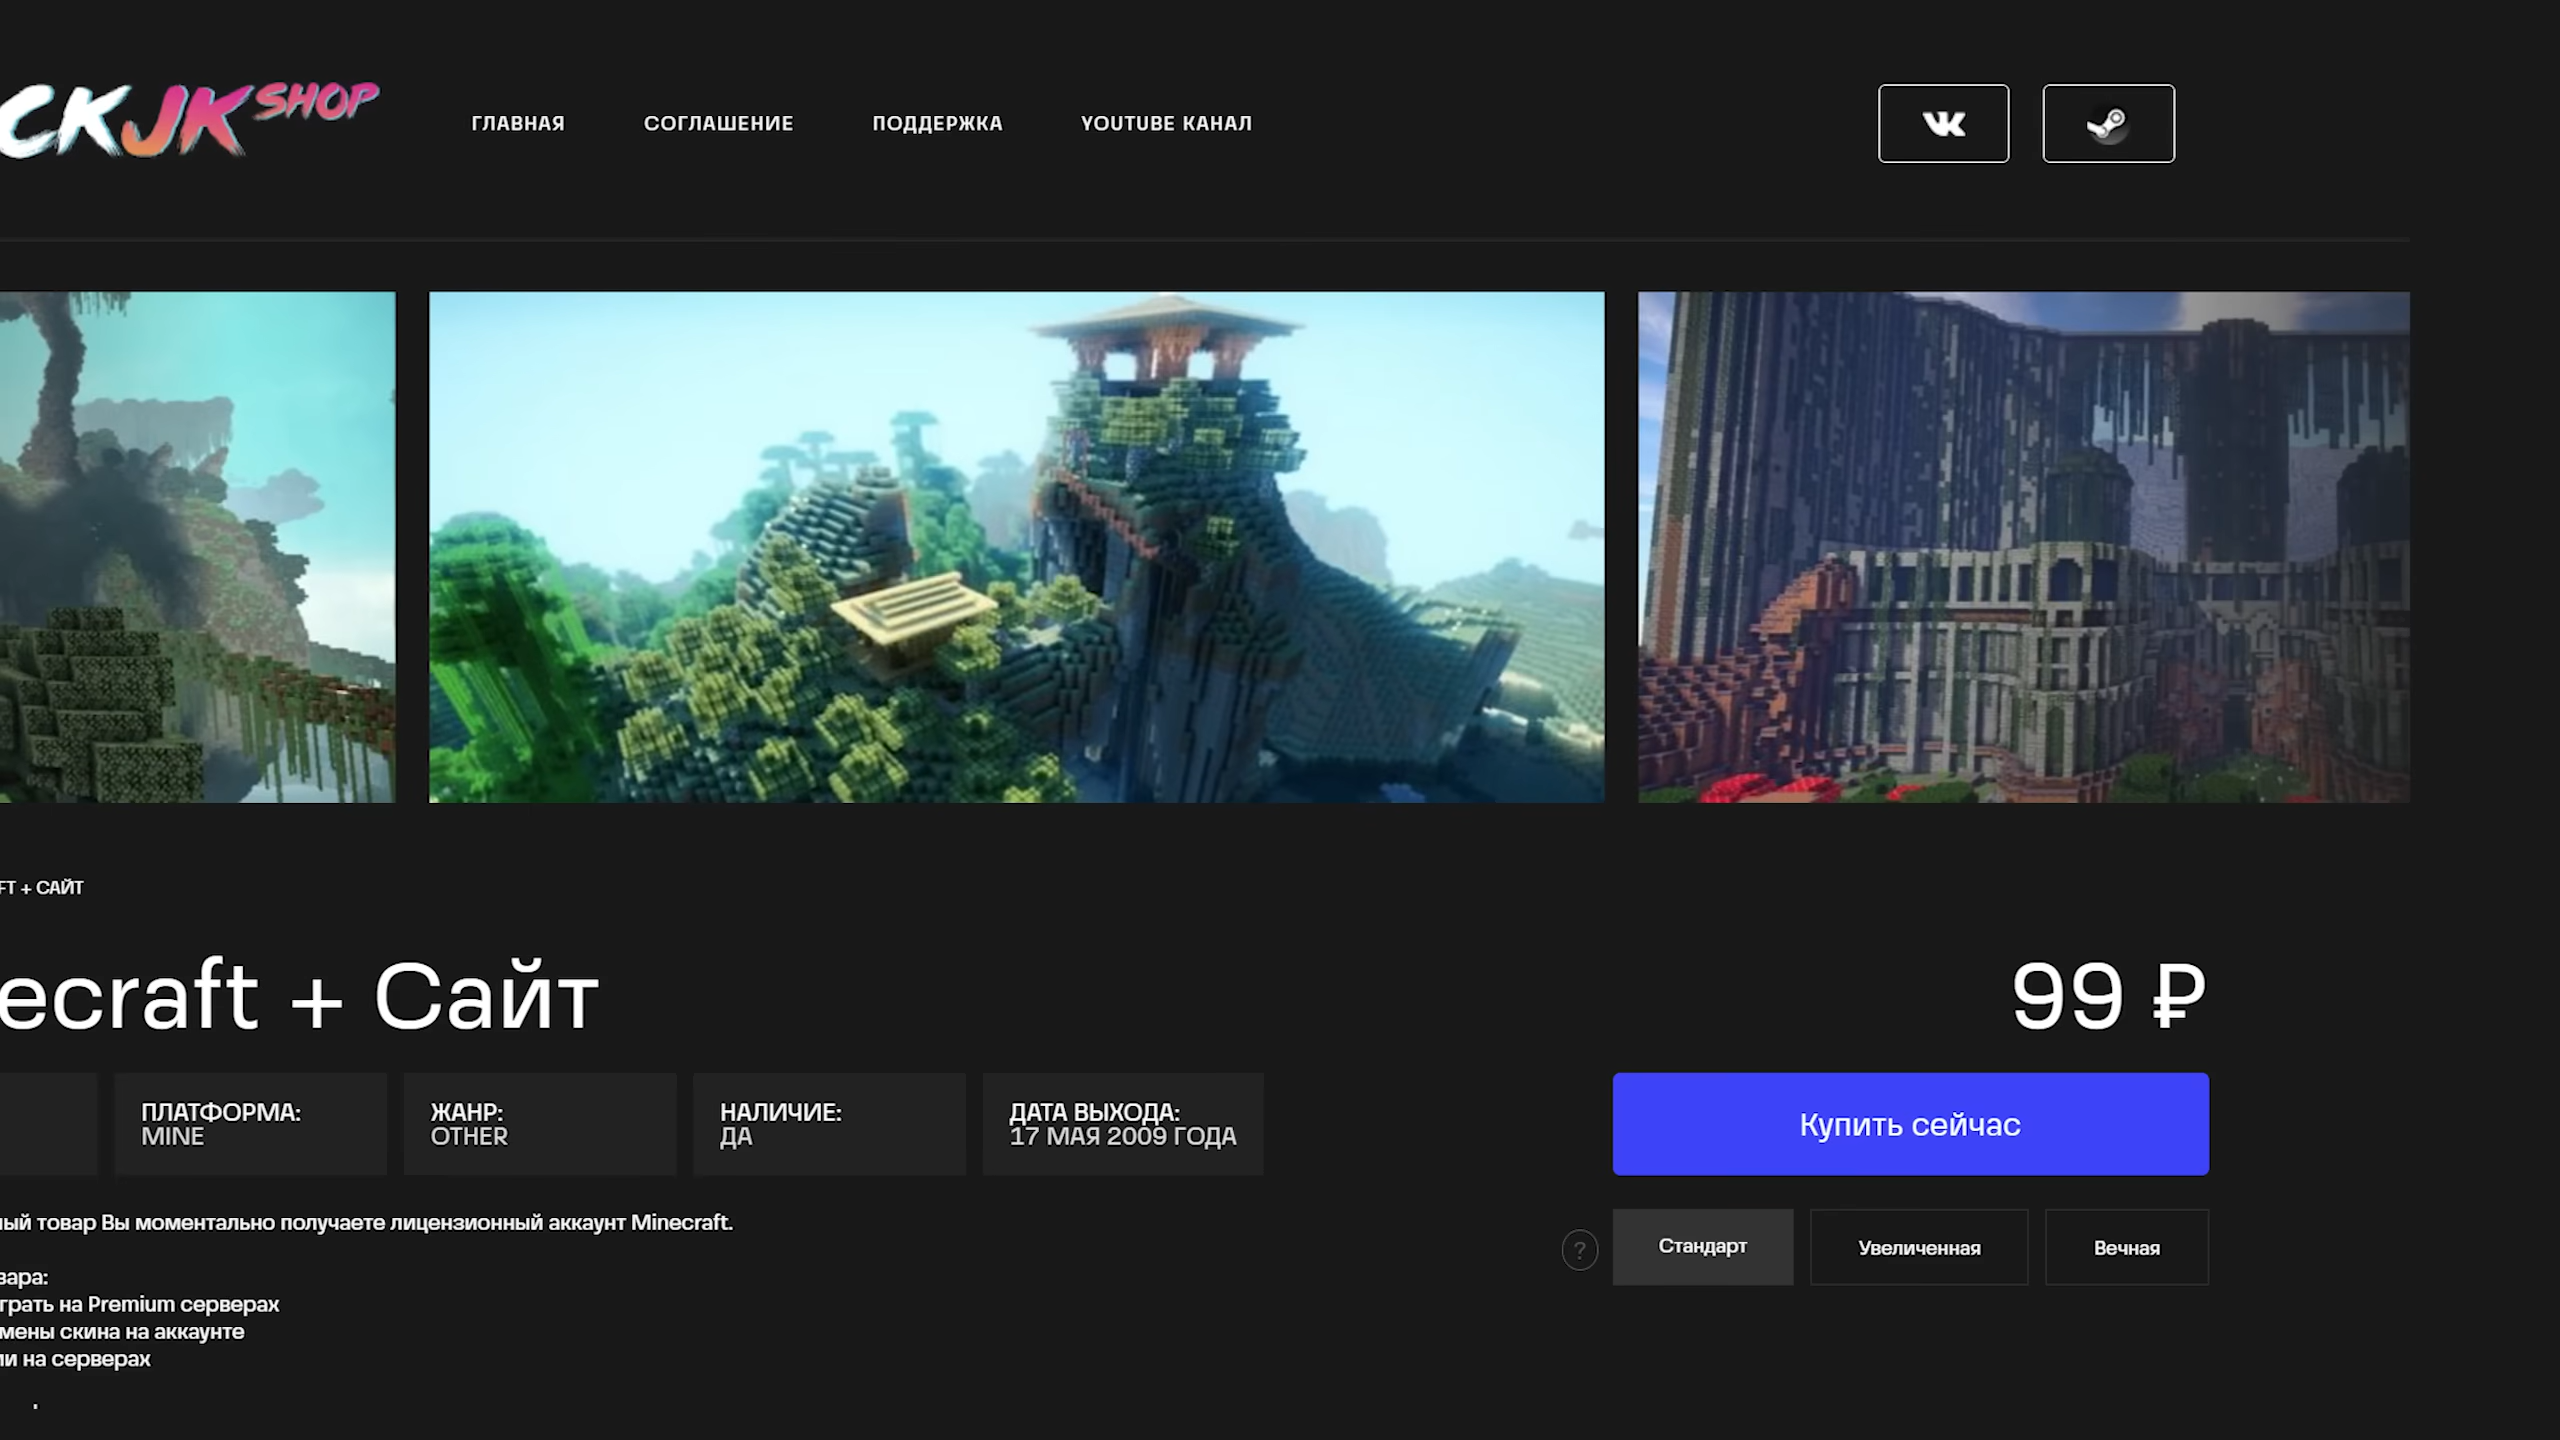 CKJK SHOP
ГЛАВНАЯ
СОГЛАШЕНИЕ
ПОДДЕРЖКА
YOUTUBE КАНАЛ
FT + САЙТ
ecraft + Сайт
99 ₽
ПЛАТФОРМА:
MINE
ЖАНР:
OTHER
НАЛИЧИЕ:
ДА
ДАТА ВЫХОДА:
17 МАЯ 2009 ГОДА
Купить сейчас
ый товар Вы моментально получаете лицензионный аккаунт Minecraft.
?
Стандарт
Увеличенная
Вечная
вара:
грать на Premium серверах
мены скина на аккаунте
ии на серверах